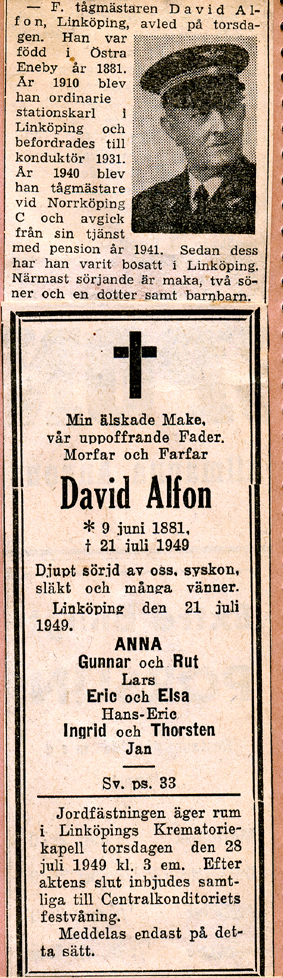 — F. tågmästaren David Al-
fon, Linköping, avled på torsda-
gen. Han var
född i Östra
Eneby år 1881.
År 1910 blev
han ordinarie
stationskarl i
Linköping och
befordrades till
konduktör 1931.
År 1940 blev
han tågmästare
vid Norrköping
C och avgick
från sin tjänst
med pension år 1941. Sedan dess
har han varit bosatt i Linköping.
Närmast sörjande är maka, två sö-
ner och en dotter samt barnbarn.
Min älskade Make,
vår uppoffrande Fader,
Morfar och Farfar
David Alfon
* 9 juni 1881,
† 21 juli 1949
Djupt sörjd av oss, syskon,
släkt och många vänner.
Linköping den 21 juli
1949.
ANNA
Gunnar och Rut
Lars
Eric och Elsa
Hans-Eric
Ingrid och Thorsten
Jan
Sv. ps. 33
Jordfästningen äger rum
i Linköpings Krematorie-
kapell torsdagen den 28
juli 1949 kl. 3 em. Efter
aktens slut inbjudes samt-
liga till Centralkonditoriets
festvåning.
Meddelas endast på det-
ta sätt.